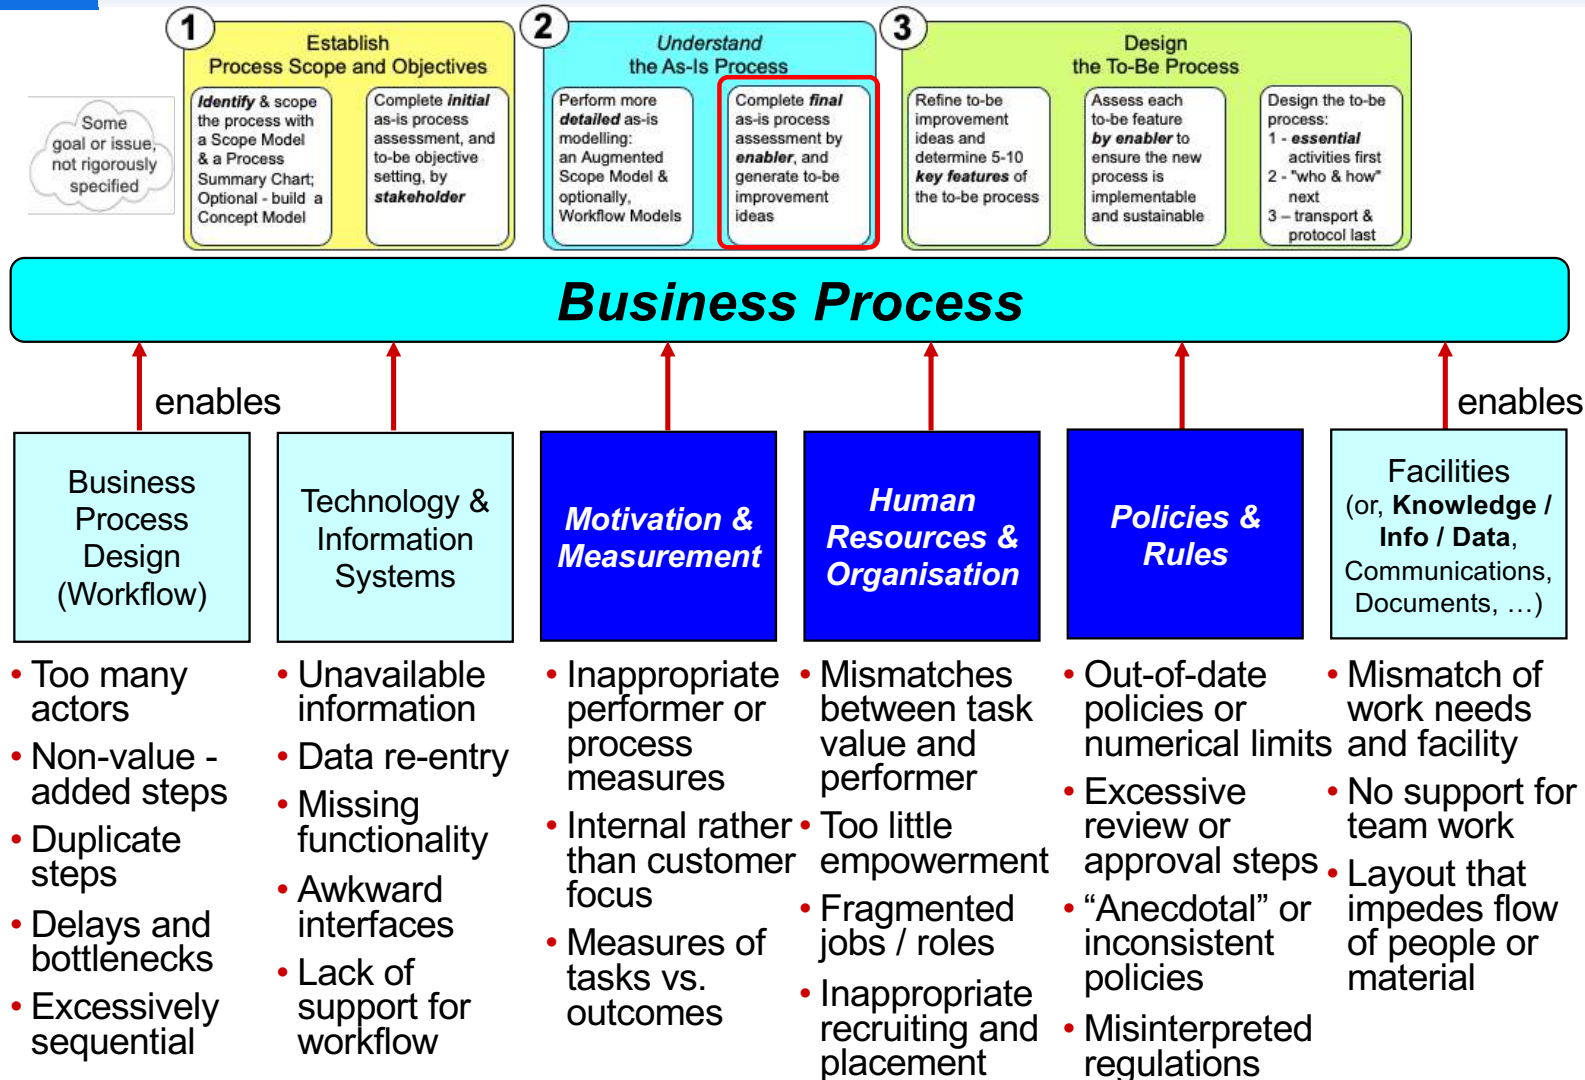 1
Establish
Process Scope and Objectives
2
Understand
the As-Is Process
3
Design
the To-Be Process
Some
goal or issue,
not rigorously
specified
Identify & scope
the process with
a Scope Model
& a Process
Summary Chart;
Optional - build a
Concept Model
Complete initial
as-is process
assessment, and
to-be objective
setting, by
stakeholder
Perform more
detailed as-is
modelling:
an Augmented
Scope Model &
optionally,
Workflow Models
Complete final
as-is process
assessment by
enabler, and
generate to-be
improvement
ideas
Refine to-be
improvement
ideas and
determine 5-10
key features of
the to-be process
Assess each
to-be feature
by enabler to
ensure the new
process is
implementable
and sustainable
Design the to-be
process:
1 - essential
activities first
2 - "who & how"
next
3 – transport &
protocol last
Business Process
enables
enables
Business
Process
Design
(Workflow)
Technology &
Information
Systems
Motivation &
Measurement
Human
Resources &
Organisation
Policies &
Rules
Facilities
(or, Knowledge /
Info / Data,
Communications,
Documents, …)
• Too many
actors
• Non-value -
added steps
• Duplicate
steps
• Delays and
bottlenecks
• Excessively
sequential
• Unavailable
information
• Data re-entry
• Missing
functionality
• Awkward
interfaces
• Lack of
support for
workflow
• Inappropriate
performer or
process
measures
• Internal rather
than customer
focus
• Measures of
tasks vs.
outcomes
• Mismatches
between task
value and
performer
• Too little
empowerment
• Fragmented
jobs / roles
• Inappropriate
recruiting and
placement
• Out-of-date
policies or
numerical limits
• Excessive
review or
approval steps
• “Anecdotal” or
inconsistent
policies
• Misinterpreted
regulations
• Mismatch of
work needs
and facility
• No support for
team work
• Layout that
impedes flow
of people or
material